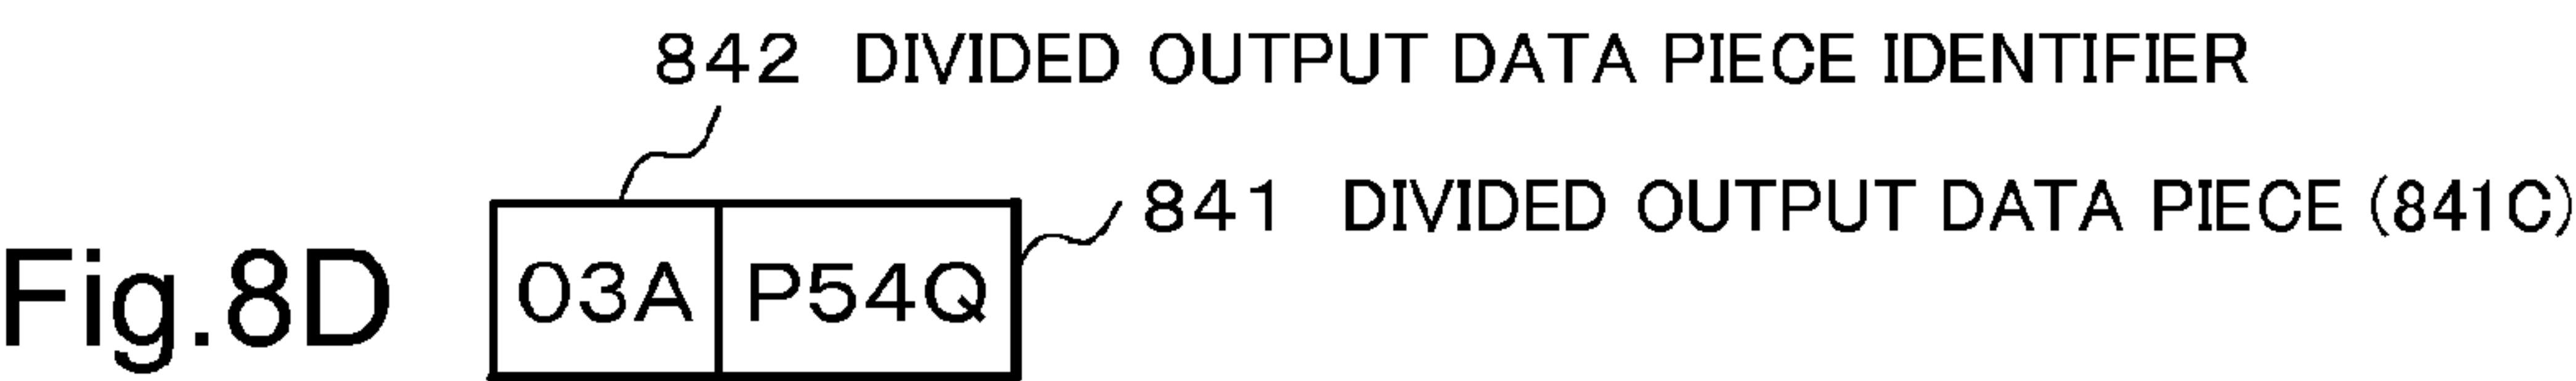 842 DIVIDED OUTPUT DATA PIECE IDENTIFIER
841 DIVIDED OUTPUT DATA PIECE (841C)
Fig.8D 03A P54Q